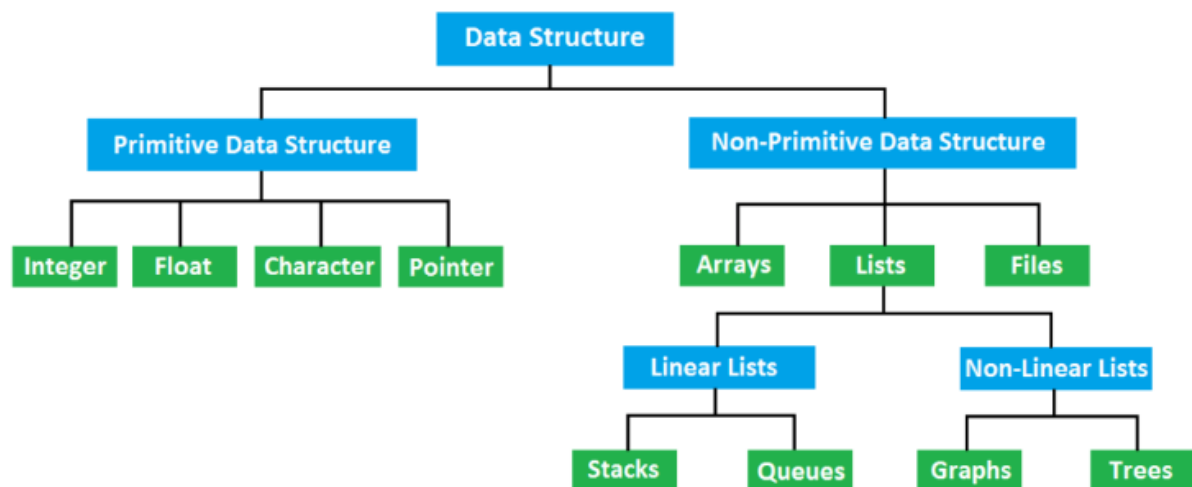 Data Structure
Primitive Data Structure
Non-Primitive Data Structure
Integer
Float
Character
Pointer
Arrays
Lists
Files
Linear Lists
Non-Linear Lists
Stacks
Queues
Graphs
Trees